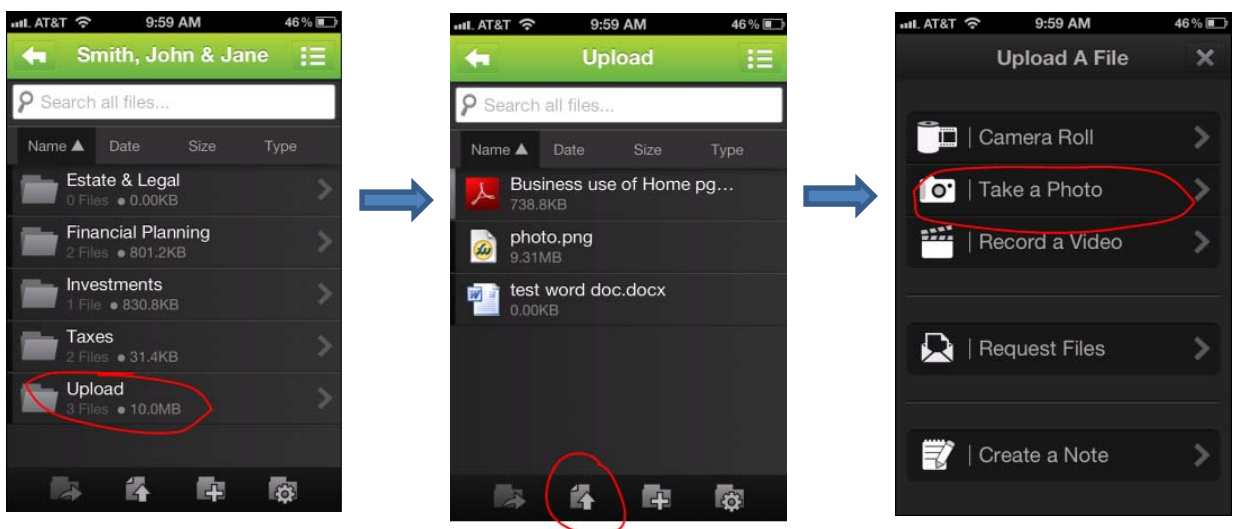 AT&T 9:59 AM 46%
Smith, John & Jane
Search all files...
Name ▲ Date Size Type
Estate & Legal
0 Files ● 0.00KB
Financial Planning
2 Files ● 801.2KB
Investments
1 File ● 830.8KB
Taxes
2 Files ● 31.4KB
Upload
3 Files ● 10.0MB
AT&T 9:59 AM 46%
Upload
Search all files...
Name ▲ Date Size Type
Business use of Home pg...
738.8KB
photo.png
9.31MB
test word doc.docx
0.00KB
AT&T 9:59 AM 46%
Upload A File
| Camera Roll
| Take a Photo
| Record a Video
| Request Files
| Create a Note